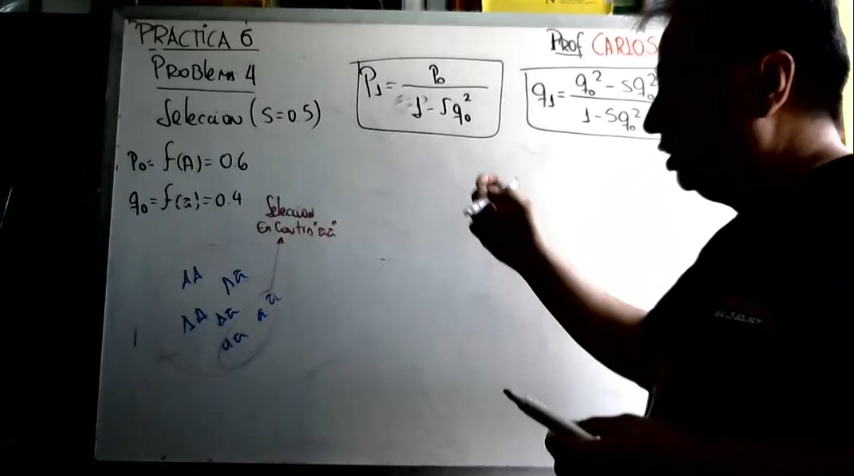 PRACTICA 6
Prof CARLOS
Problema 4
Seleccion (S=0.5)
P₁ = P₀ / 1 - Sq₀²
q₁ = q₀² - Sq₀² / 1 - Sq₀²
P₀ = f(A) = 0.6
q₀ = f(a) = 0.4
Seleccion
En Contra "aa"
AA Aa
AA Aa aa
aa